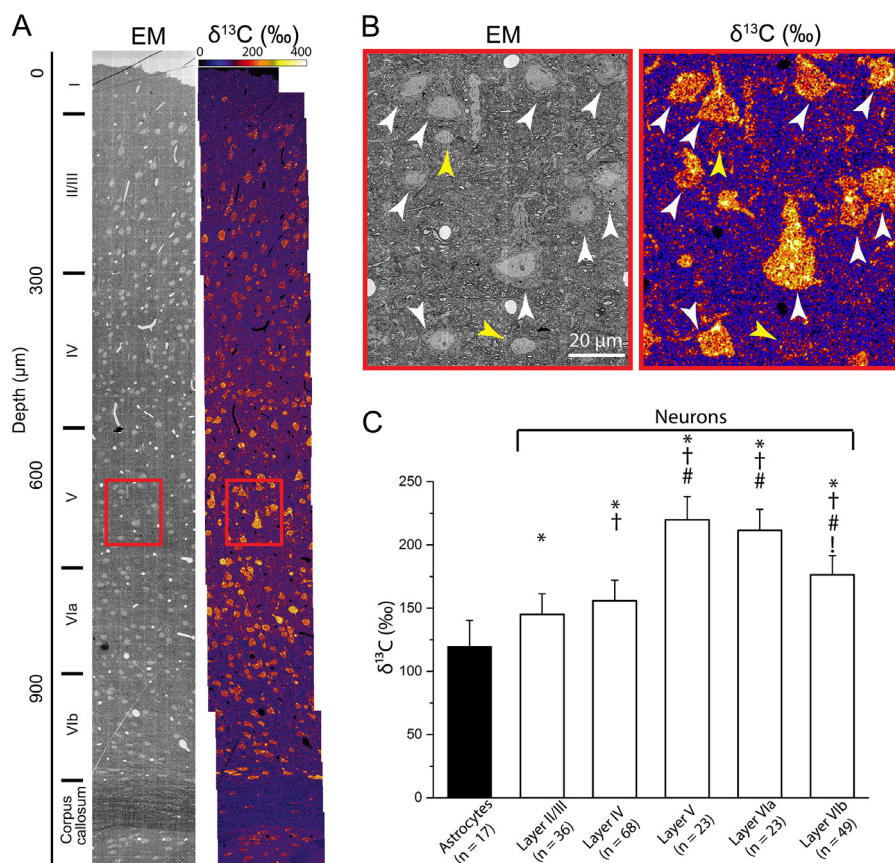 A
EM
δ¹³C (‰)
0 200 400
0
300
600
900
Depth (µm)
I
II/III
IV
V
VIa
VIb
Corpus
callosum
B
EM
δ¹³C (‰)
20 µm
C
Neurons
*
*
†
*
†
#
*
†
#
*
†
#
!
250
200
150
100
50
0
δ¹³C (‰)
Astrocytes
(n = 17)
Layer II/III
(n = 36)
Layer IV
(n = 68)
Layer V
(n = 23)
Layer VIa
(n = 23)
Layer VIb
(n = 49)